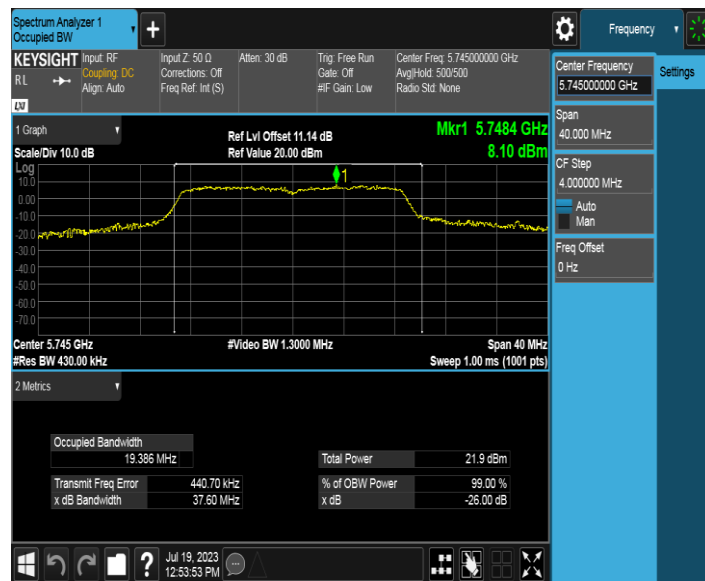 Spectrum Analyzer 1
Occupied BW
Frequency
KEYSIGHT
RL
LXI
Input: RF
Coupling: DC
Align: Auto
Input Z: 50 Ω
Corrections: Off
Freq Ref: Int (S)
Atten: 30 dB
Trig: Free Run
Gate: Off
#IF Gain: Low
Center Freq: 5.745000000 GHz
Avg|Hold: 500/500
Radio Std: None
Center Frequency
5.745000000 GHz
Settings
Span
40.000 MHz
CF Step
4.000000 MHz
Auto
Man
Freq Offset
0 Hz
1 Graph
Scale/Div 10.0 dB
Ref Lvl Offset 11.14 dB
Ref Value 20.00 dBm
Mkr1 5.7484 GHz
8.10 dBm
Log
10.0
0.00
-10.0
-20.0
-30.0
-40.0
-50.0
-60.0
-70.0
1
Center 5.745 GHz
#Res BW 430.00 kHz
#Video BW 1.3000 MHz
Span 40 MHz
Sweep 1.00 ms (1001 pts)
2 Metrics
Occupied Bandwidth
19.386 MHz
Transmit Freq Error 440.70 kHz
x dB Bandwidth 37.60 MHz
Total Power 21.9 dBm
% of OBW Power 99.00 %
x dB -26.00 dB
?
Jul 19, 2023
12:53:53 PM